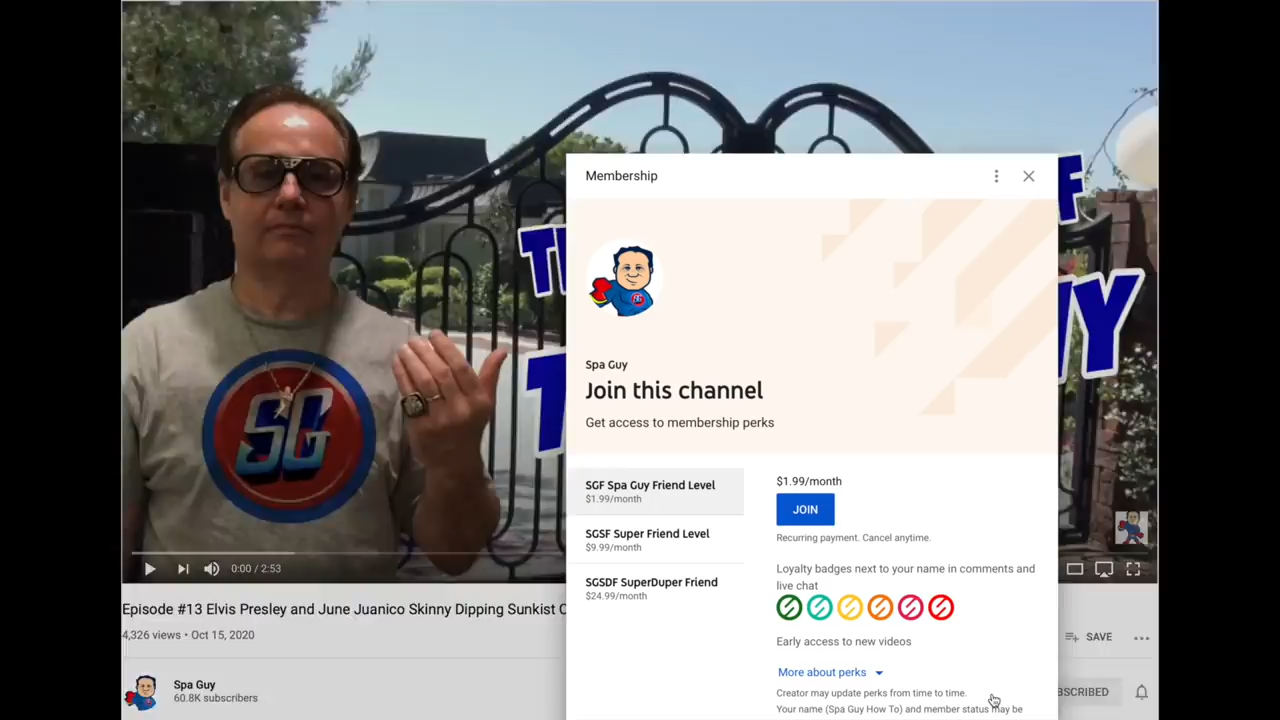 Membership
Spa Guy
Join this channel
Get access to membership perks
SGF Spa Guy Friend Level
$1.99/month
SGSF Super Friend Level
$9.99/month
SGSDF SuperDuper Friend
$24.99/month
$1.99/month
JOIN
Recurring payment. Cancel anytime.
Loyalty badges next to your name in comments and
live chat
Early access to new videos
More about perks
Creator may update perks from time to time.
Your name (Spa Guy How To) and member status may be
SG
SG
0:00 / 2:53
Episode #13 Elvis Presley and June Juanico Skinny Dipping Sunkist
4,326 views • Oct 15, 2020
SAVE
Spa Guy
60.8K subscribers